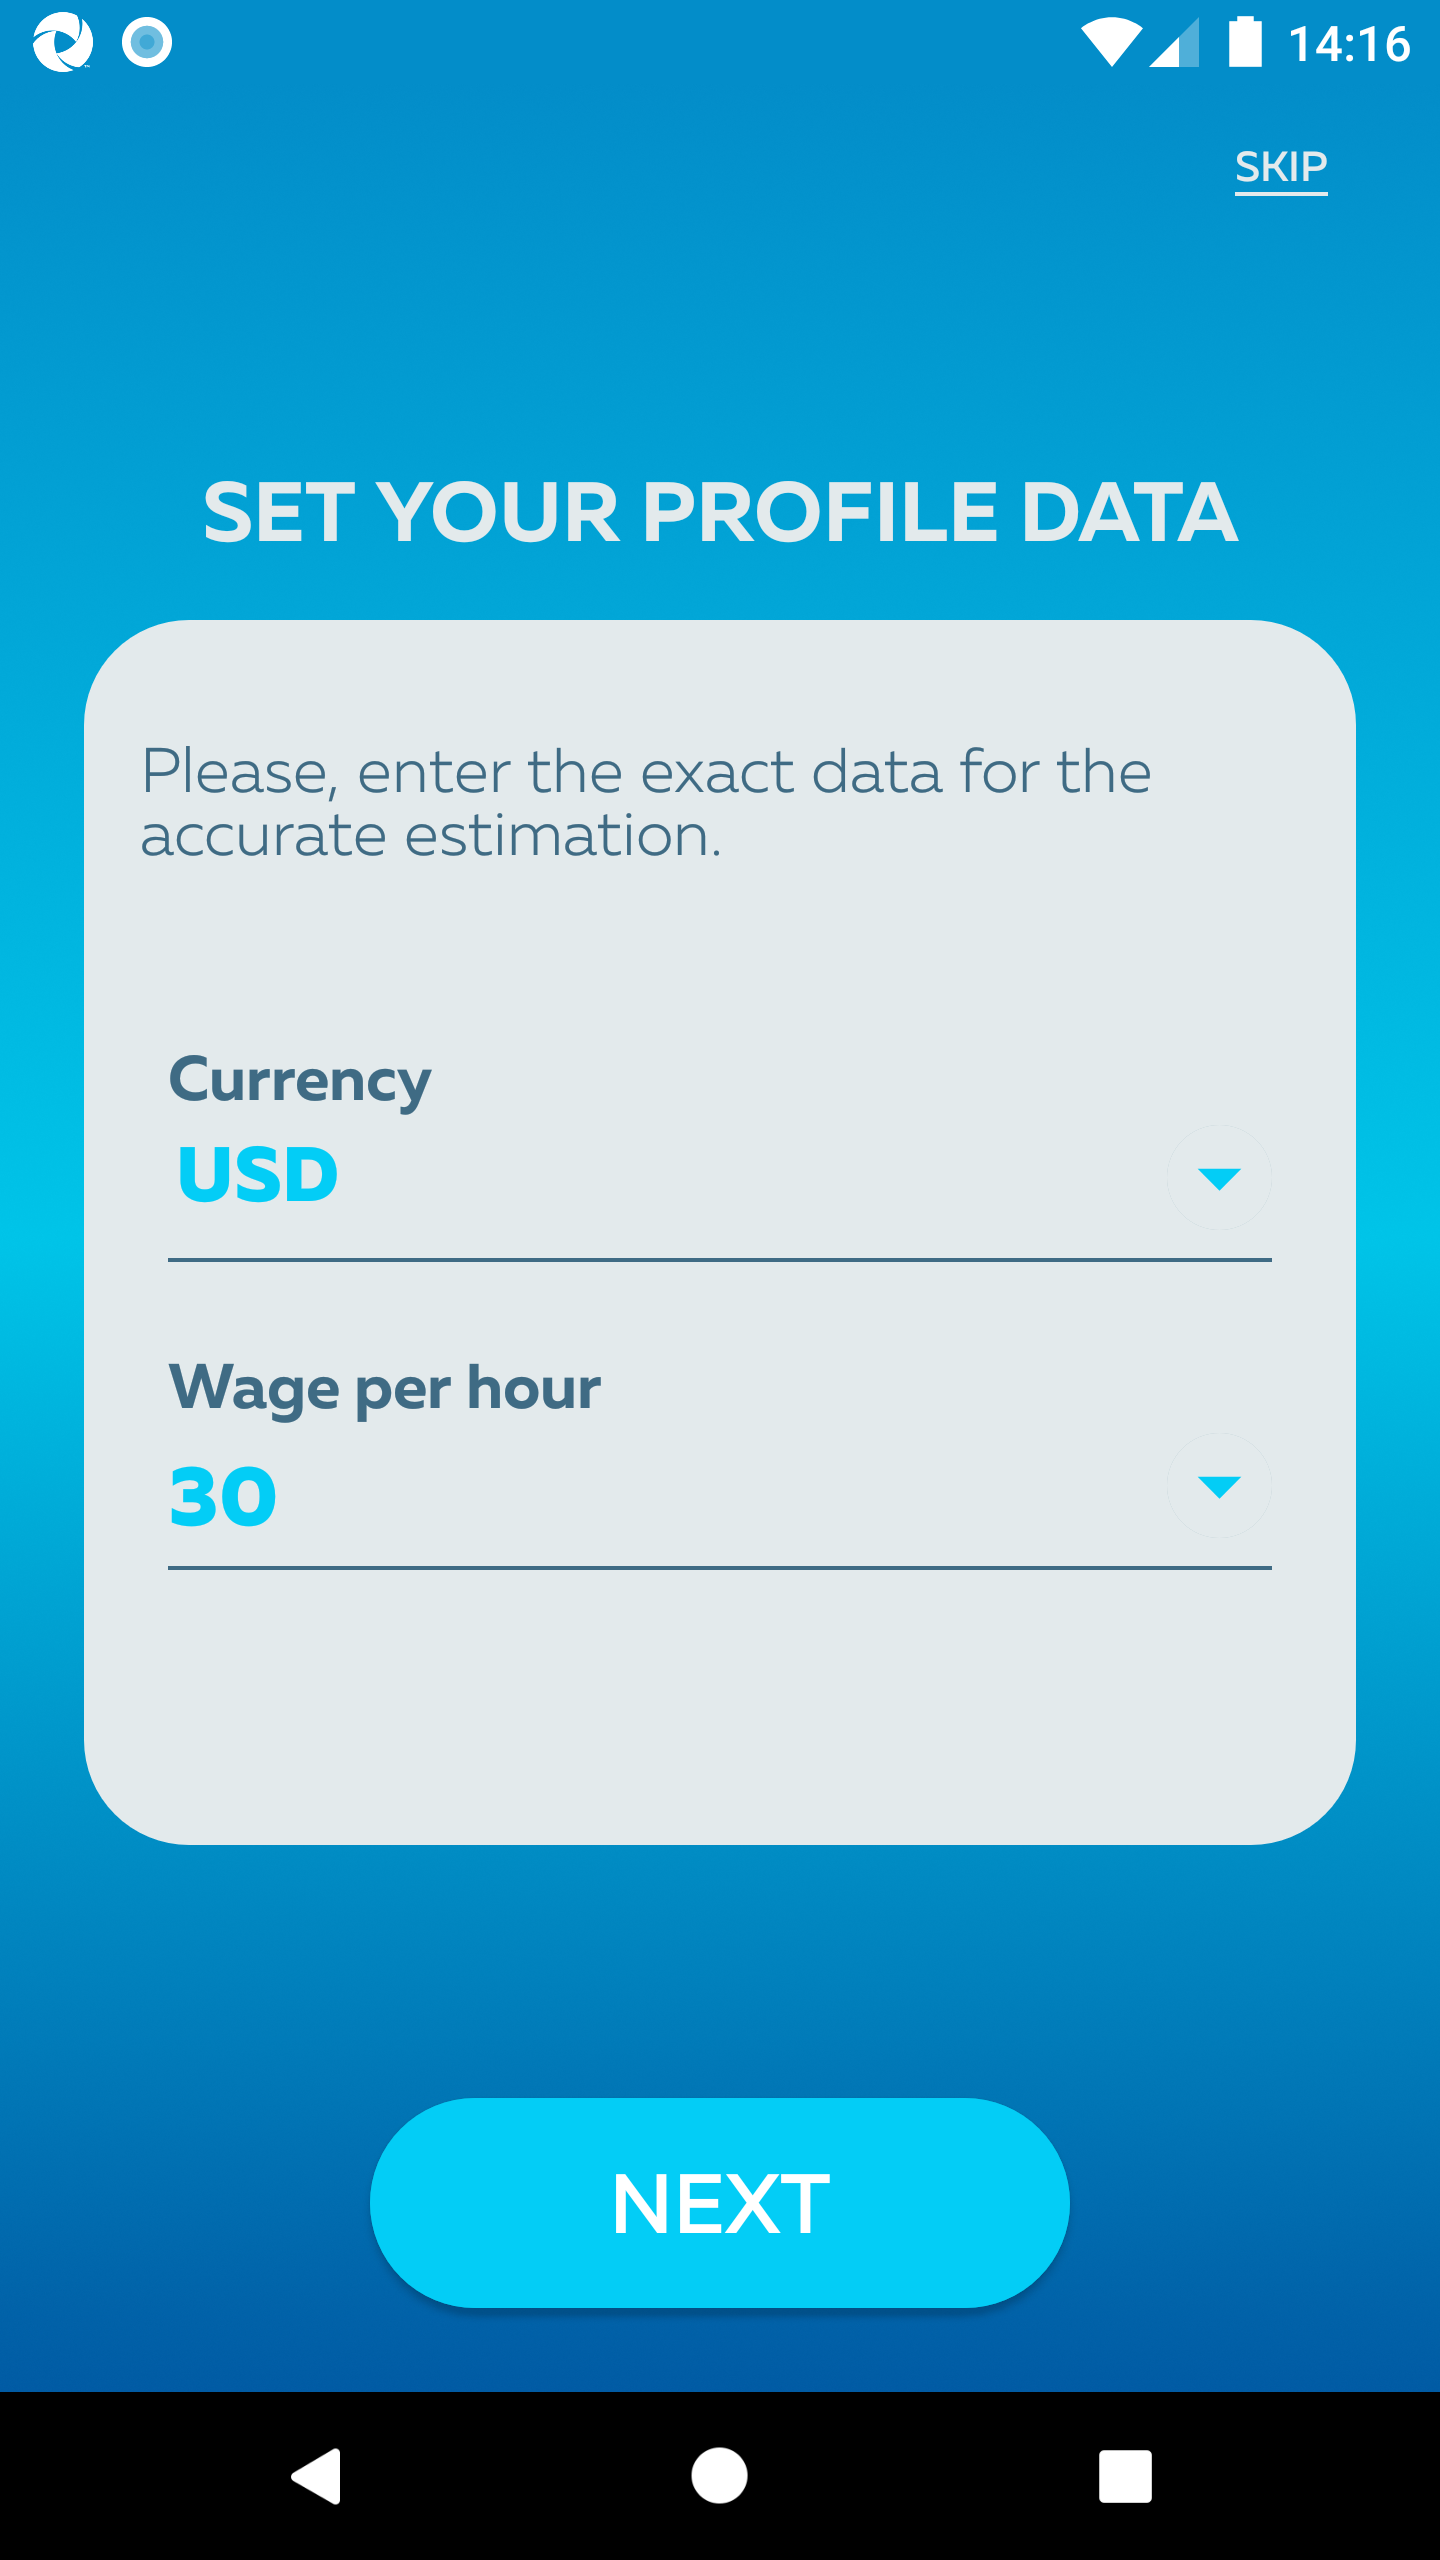 14:16
SKIP
SET YOUR PROFILE DATA
Please, enter the exact data for the
accurate estimation.
Currency
USD
Wage per hour
30
NEXT